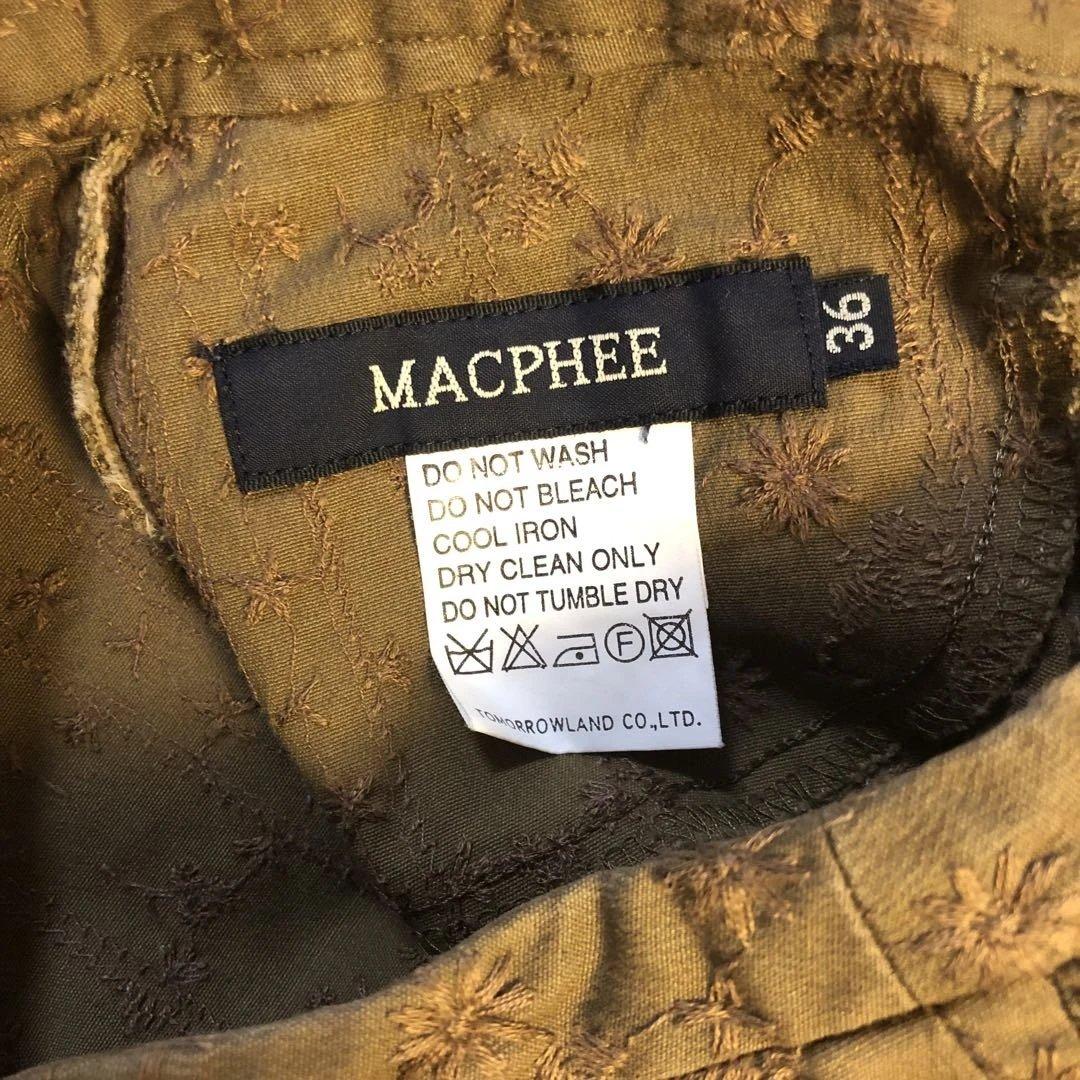 MACPHEE
36
DO NOT WASH
DO NOT BLEACH
COOL IRON
DRY CLEAN ONLY
DO NOT TUMBLE DRY
F
TOMORROWLAND CO.,LTD.